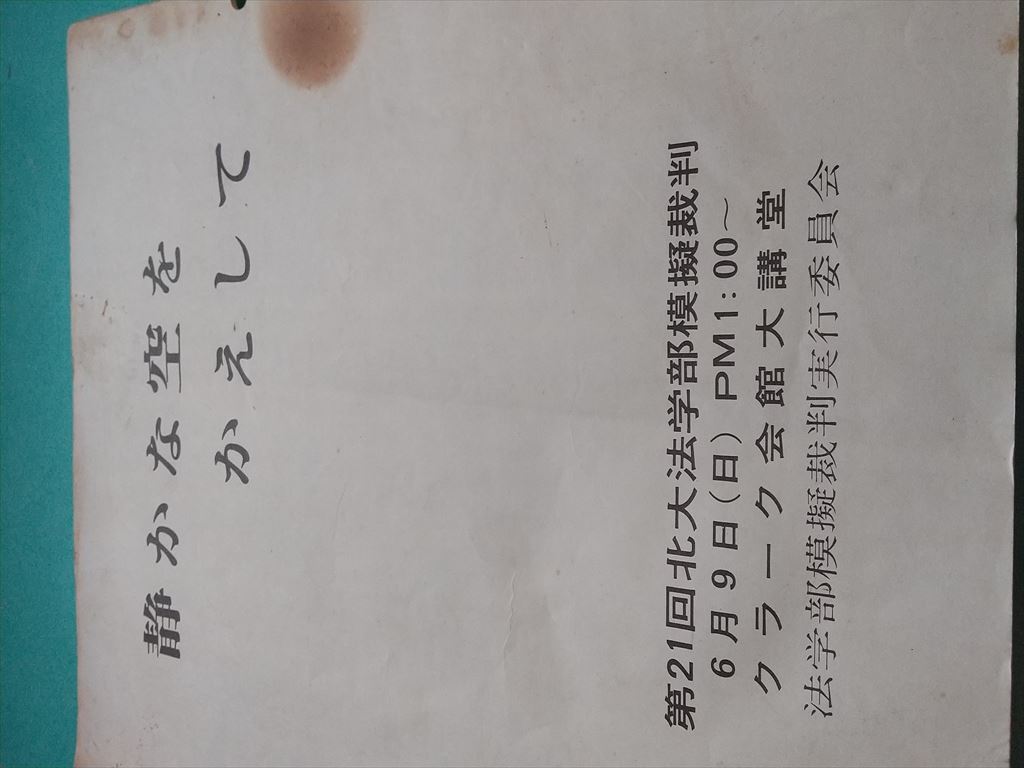 静かな空を
かえして
第21回北大法学部模擬裁判
6月9日(日)PM1:00～
クラーク会館大講堂
法学部模擬裁判実行委員会